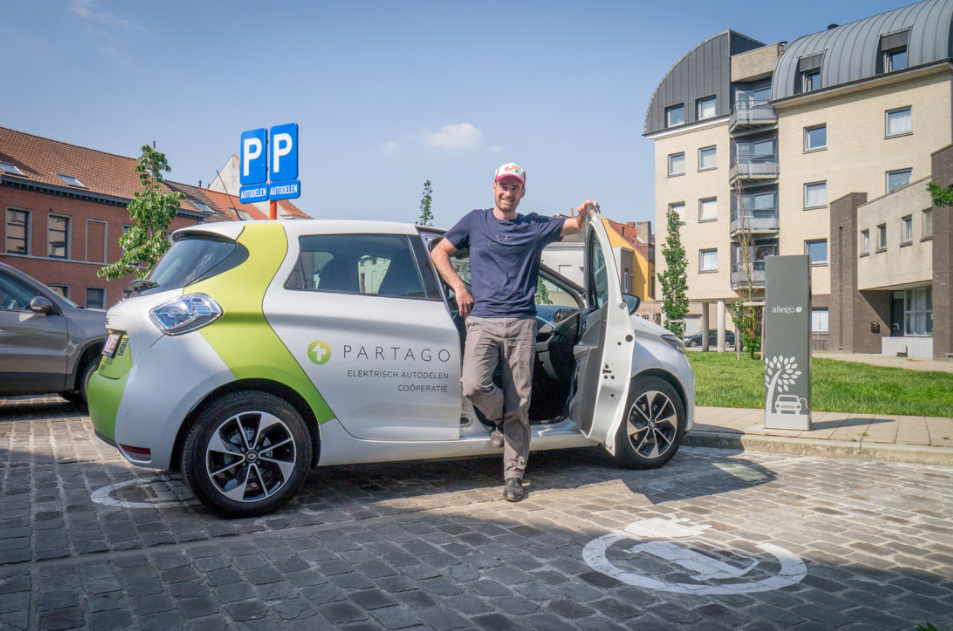 P P
AUTODELEN AUTODELEN
PARTAGO
ELEKTRISCH AUTODELEN
COÖPERATIE
allego